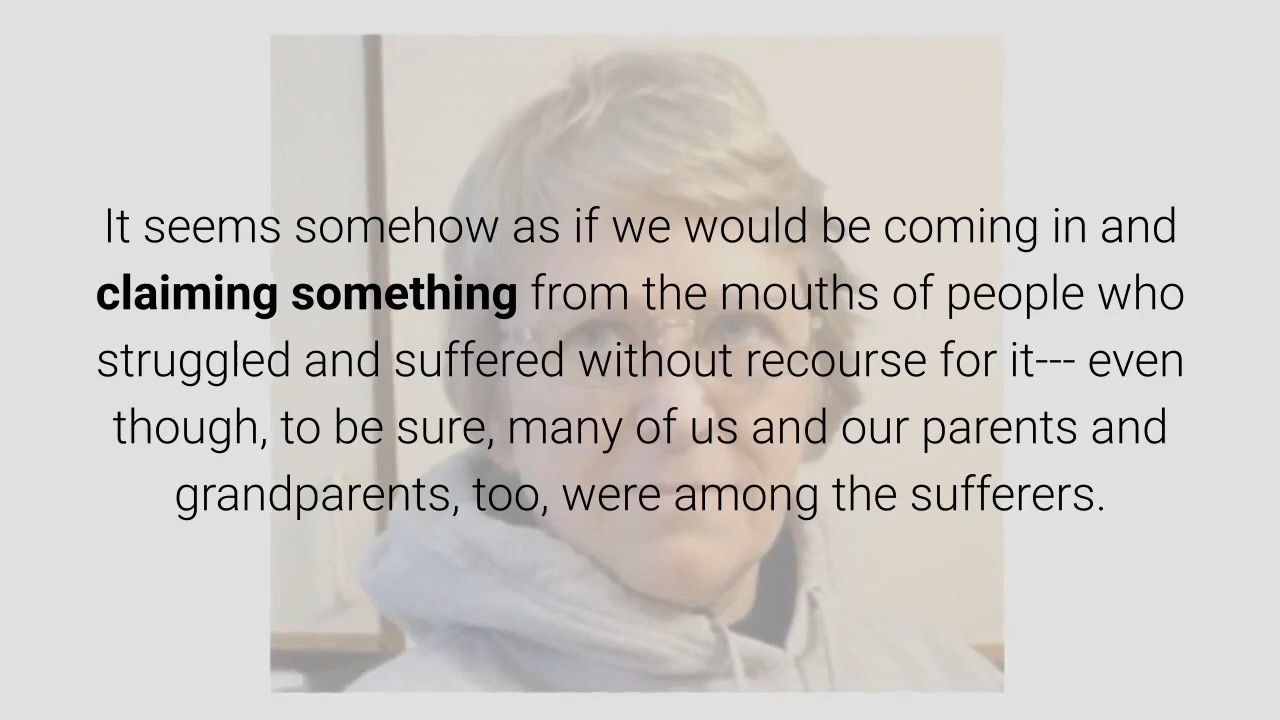 It seems somehow as if we would be coming in and
claiming something from the mouths of people who
struggled and suffered without recourse for it--- even
though, to be sure, many of us and our parents and
grandparents, too, were among the sufferers.